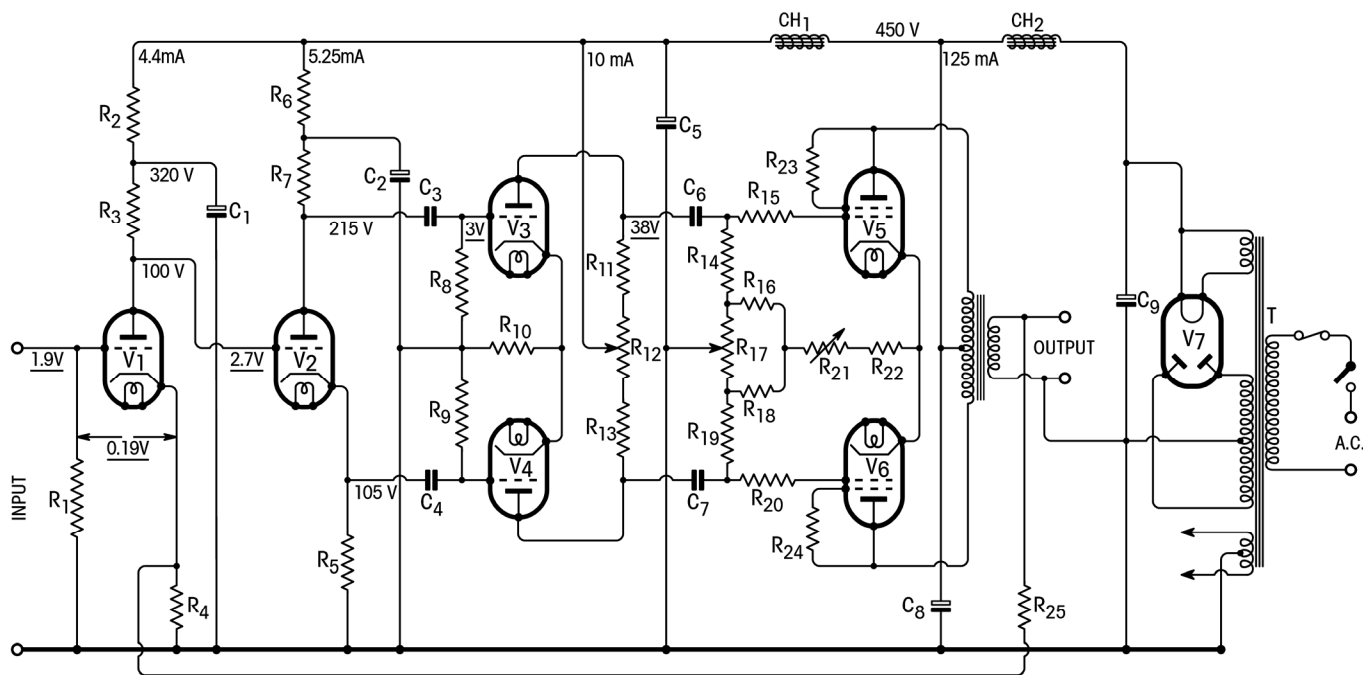 CH1
450 V
CH2
4.4mA
5.25mA
10 mA
125 mA
R2
R6
C5
R23
320 V
R7
C2
C3
C6
R15
R3
C1
215 V
3V
V3
38V
V5
100 V
R8
R11
R14
R16
C9
T
V1
V2
R10
R12
R17
R21
R22
OUTPUT
V7
1.9V
2.7V
R9
R13
R18
R19
A.C.
0.19V
V4
V6
INPUT
R1
105 V
C4
C7
R20
R5
R24
R4
C8
R25